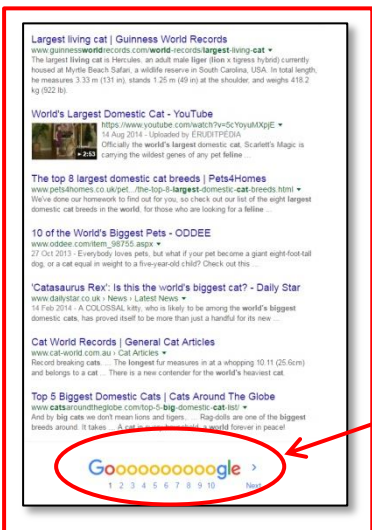 Largest living cat | Guinness World Records
www.guinnessworldrecords.com/world-records/largest-living-cat
The largest living cat is Hercules, an adult male liger (lion x tigress hybrid) currently
housed at Myrtle Beach Safari, a wildlife reserve in South Carolina, USA. In total length,
he measures 3.33 m (131 in), stands 1.25 m (49 in) at the shoulder, and weighs 418.2
kg (922 lb).
World's Largest Domestic Cat - YouTube
https://www.youtube.com/watch?v=5cYoyuMXpjE
14 Aug 2014 - Uploaded by ERUDITPEDIA
Officially the world's largest domestic cat, Scarlett's Magic is
2:53
carrying the wildest genes of any pet feline ...
The top 8 largest domestic cat breeds | Pets4Homes
www.pets4homes.co.uk/pet.../the-top-8-largest-domestic-cat-breeds.html
We've done our homework to find out for you, so check out our list of the eight largest
domestic cat breeds in the world, for those who are looking for a feline ...
10 of the World's Biggest Pets - ODDEE
www.oddee.com/item_98755.aspx
27 Oct 2013 - Everybody loves pets, but what if your pet become a giant eight-foot-tall
dog, or a cat equal in weight to a five-year-old child? Check out this ...
'Catasaurus Rex': Is this the world's biggest cat? - Daily Star
www.dailystar.co.uk › News › Latest News
14 Feb 2014 - A COLOSSAL kitty, who is likely to be among the world's biggest
domestic cats, has proved itself to be more than just a handful for its new ...
Cat World Records | General Cat Articles
www.cat-world.com.au › Cat Articles
Record breaking cats. ... The longest fur measures in at a whopping 10.11 (25.6cm)
and belongs to a cat ... There is a new contender for the world's heaviest cat.
Top 5 Biggest Domestic Cats | Cats Around The Globe
www.catsaroundtheglobe.com/top-5-big-domestic-cat-list/
And by big cats we don't mean lions and tigers, ... Rag-dolls are one of the biggest
breeds around. It takes ... A cat in every household, a world forever in peace!
Goooooooooogle >
1 2 3 4 5 6 7 8 9 10 Next